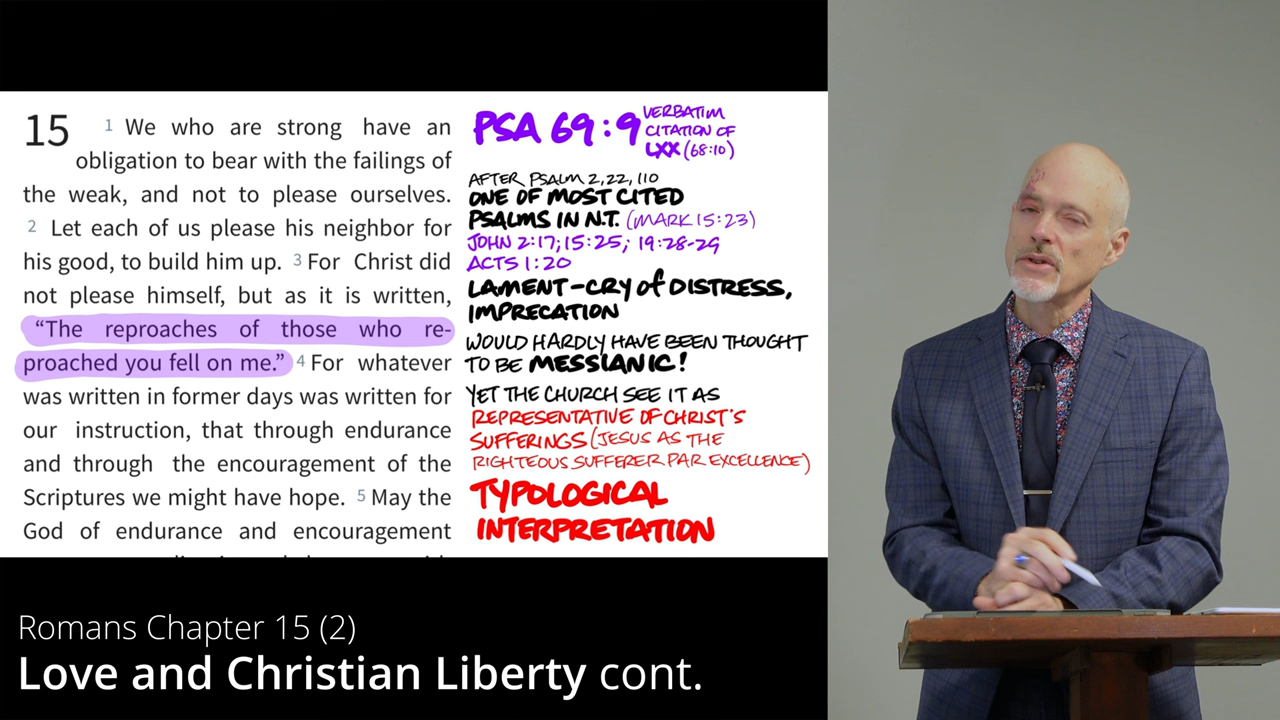 15 1 We who are strong have an
obligation to bear with the failings of
the weak, and not to please ourselves.
2 Let each of us please his neighbor for
his good, to build him up. 3 For Christ did
not please himself, but as it is written,
“The reproaches of those who re-
proached you fell on me.” 4 For whatever
was written in former days was written for
our instruction, that through endurance
and through the encouragement of the
Scriptures we might have hope. 5 May the
God of endurance and encouragement
PSA 69:9 VERBATIM
CITATION OF
LXX (68:10)
AFTER PSALM 2, 22, 110
ONE OF MOST CITED
PSALMS IN N.T. (MARK 15:23)
JOHN 2:17; 15:25; 19:28-29
ACTS 1:20
LAMENT-CRY of DISTRESS,
IMPRECATION
WOULD HARDLY HAVE BEEN THOUGHT
TO BE MESSIANIC!
YET THE CHURCH SEE IT AS
REPRESENTATIVE OF CHRIST'S
SUFFERINGS (JESUS AS THE
RIGHTEOUS SUFFERER PAR EXCELLENCE)
TYPOLOGICAL
INTERPRETATION
Romans Chapter 15 (2)
Love and Christian Liberty cont.